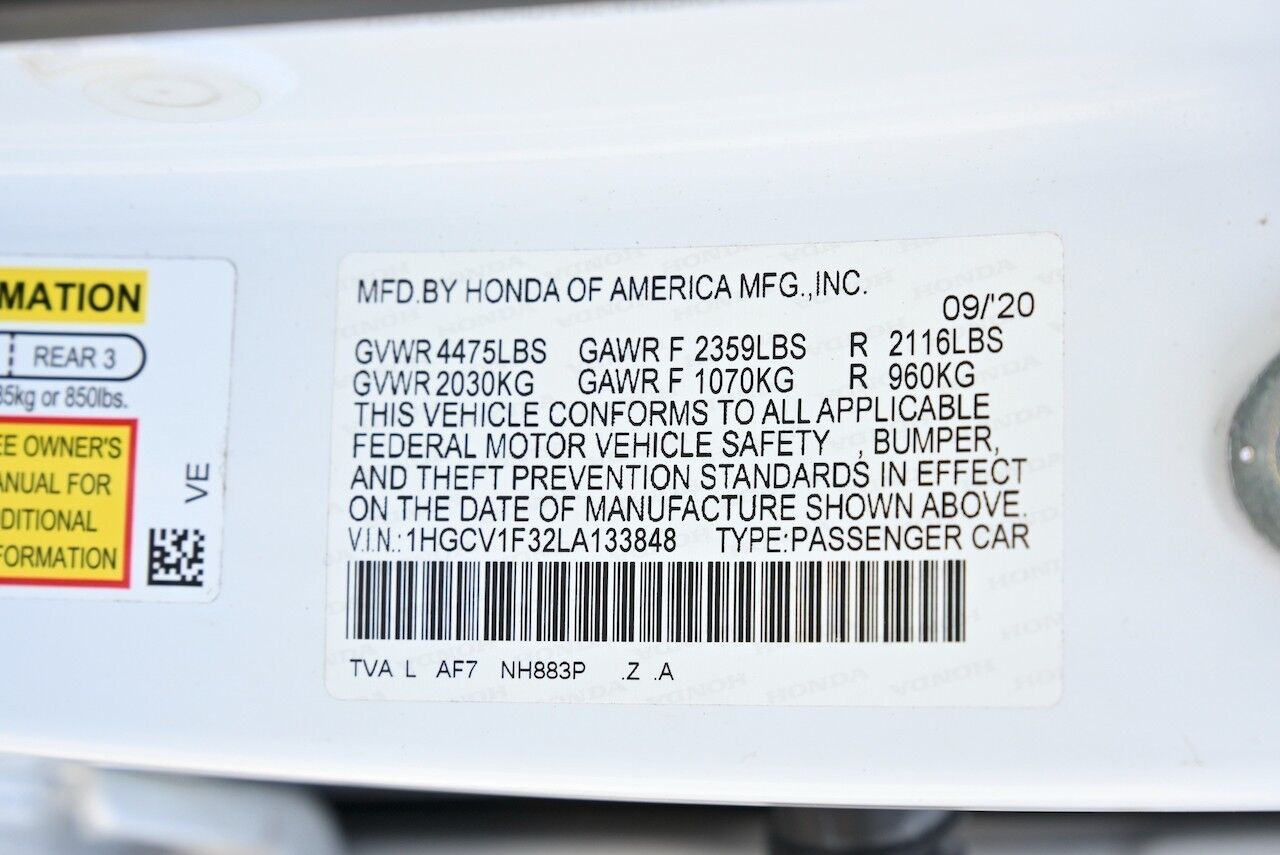 MATION
REAR 3
85kg or 850lbs.
EE OWNER'S
ANUAL FOR
DDITIONAL
FORMATION
VE
MFD.BY HONDA OF AMERICA MFG.,INC.
09/'20
GVWR 4475LBS GAWR F 2359LBS R 2116LBS
GVWR 2030KG GAWR F 1070KG R 960KG
THIS VEHICLE CONFORMS TO ALL APPLICABLE
FEDERAL MOTOR VEHICLE SAFETY , BUMPER,
AND THEFT PREVENTION STANDARDS IN EFFECT
ON THE DATE OF MANUFACTURE SHOWN ABOVE.
V.I.N.:1HGCV1F32LA133848 TYPE:PASSENGER CAR
TVA L AF7 NH883P .Z .A